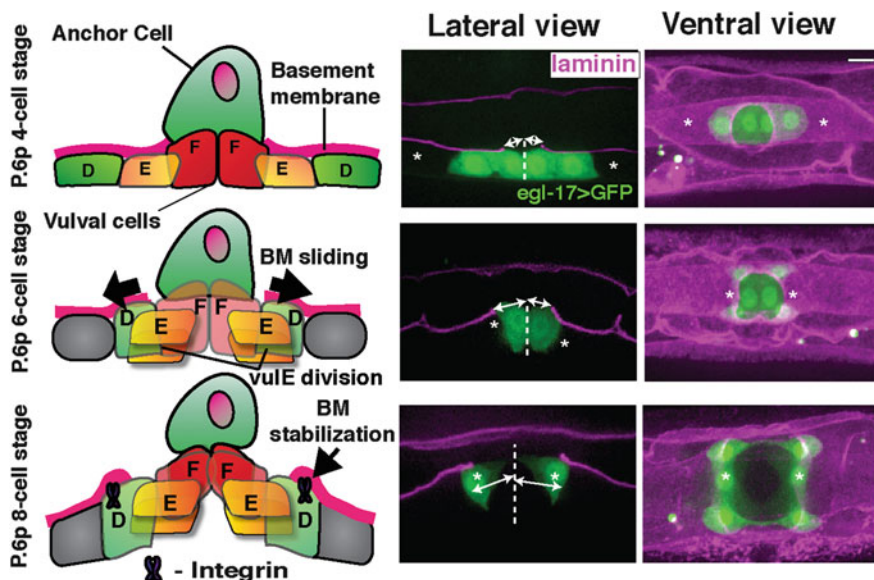 Lateral view
Ventral view
P.6p 4-cell stage
Anchor Cell
Basement
membrane
D
E
F
F
E
D
Vulval cells
laminin
*
*
egl-17>GFP
*
*
P.6p 6-cell stage
BM sliding
D
E
F
F
E
D
vulE division
*
*
*
*
P.6p 8-cell stage
BM
stabilization
D
E
F
F
E
D
- Integrin
*
*
*
*